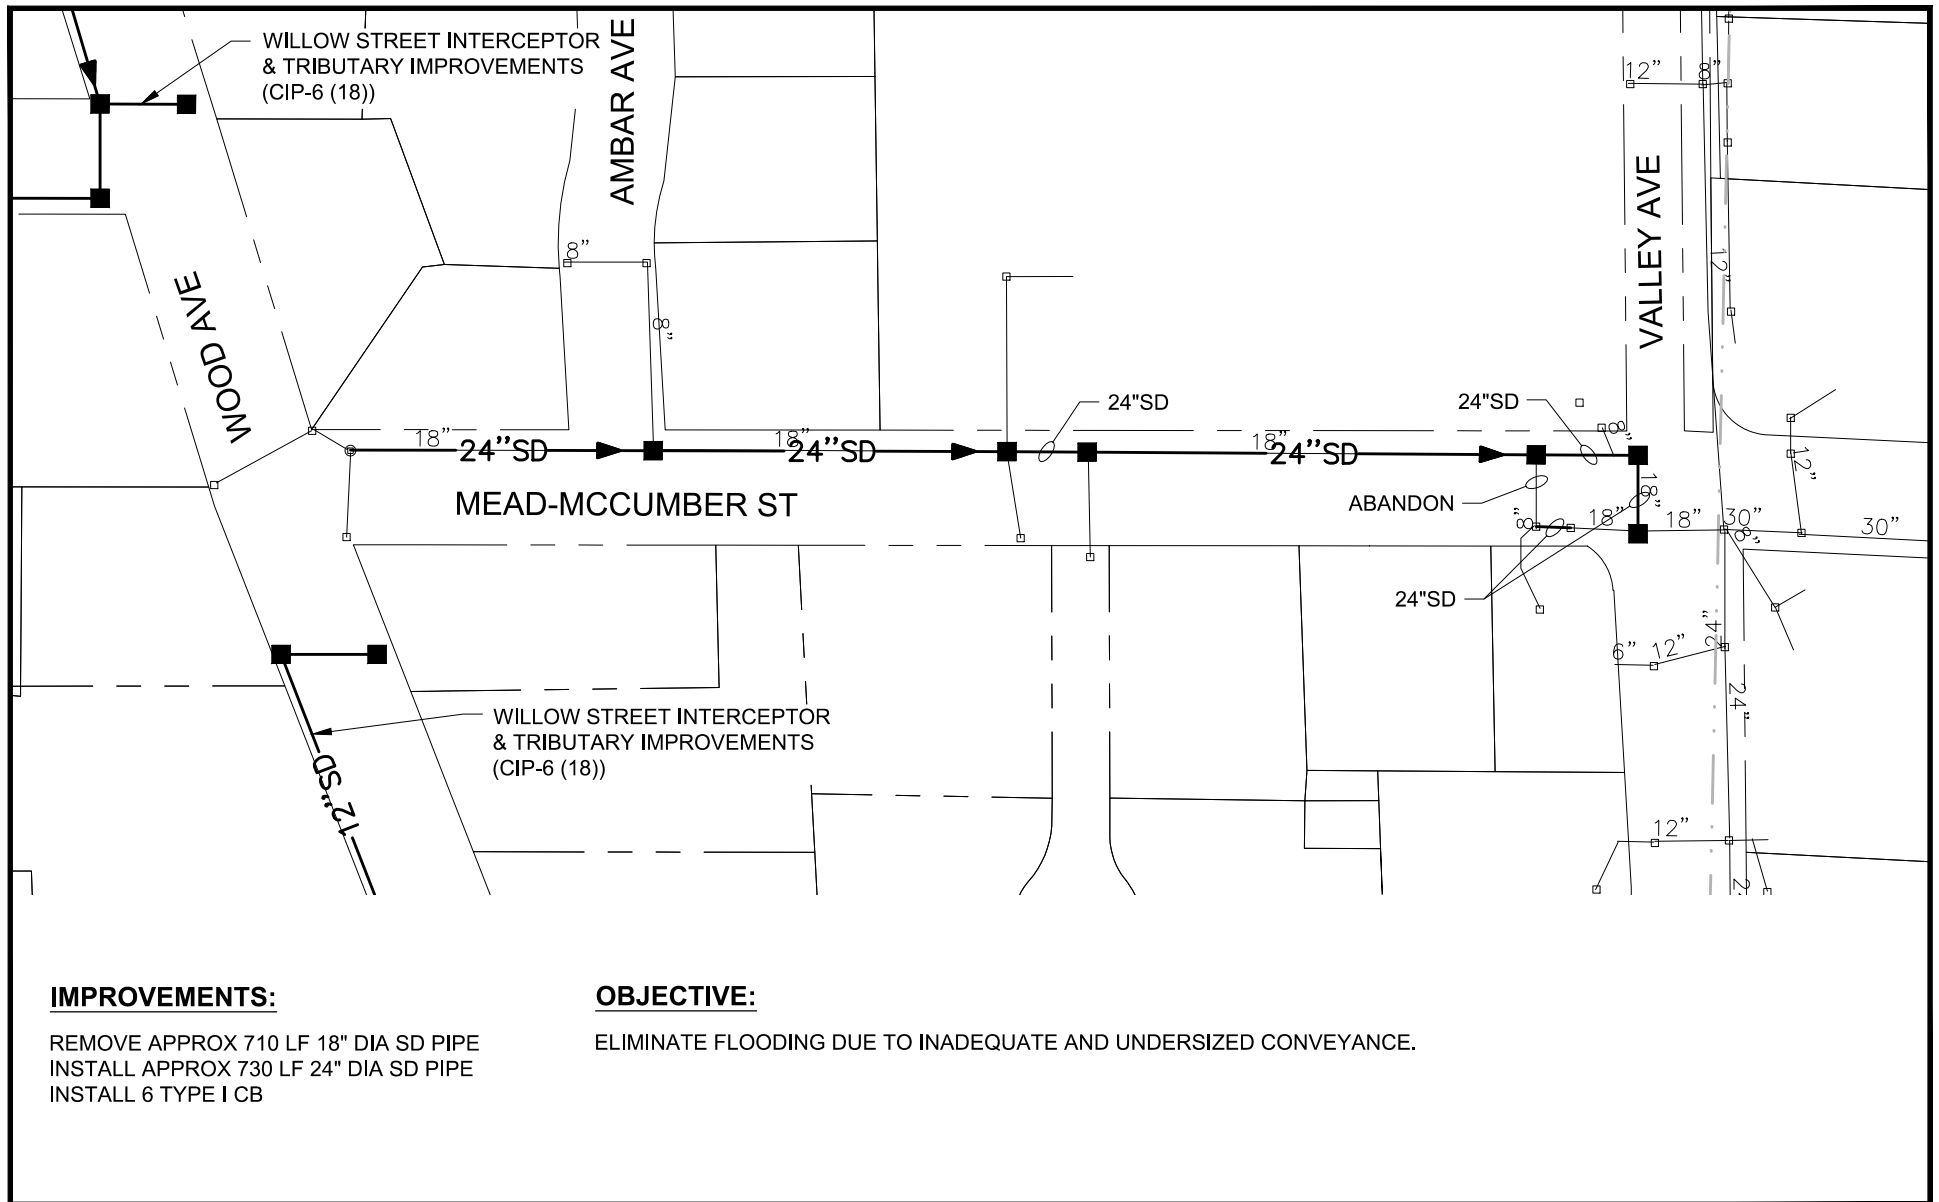 WILLOW STREET INTERCEPTOR
& TRIBUTARY IMPROVEMENTS
(CIP-6 (18))
AMBAR AVE
12"
8"
VALLEY AVE
12"
WOOD AVE
8"
8"
24"SD
24"SD
8"
18"
24"SD
18"
24"SD
18"
24"SD
12"
MEAD-MCCUMBER ST
ABANDON
18"
8"
18"
18"
30"
8"
30"
24"SD
24"
6"
12"
24"
WILLOW STREET INTERCEPTOR
& TRIBUTARY IMPROVEMENTS
(CIP-6 (18))
12"SD
12"
IMPROVEMENTS:
REMOVE APPROX 710 LF 18" DIA SD PIPE
INSTALL APPROX 730 LF 24" DIA SD PIPE
INSTALL 6 TYPE I CB
OBJECTIVE:
ELIMINATE FLOODING DUE TO INADEQUATE AND UNDERSIZED CONVEYANCE.